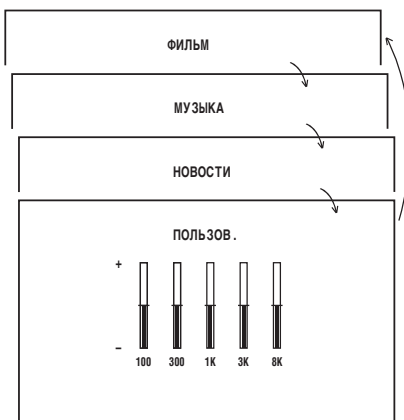 ФИЛЬМ
МУЗЫКА
НОВОСТИ
ПОЛЬЗОВ.
+
–
100 300 1K 3K 8K